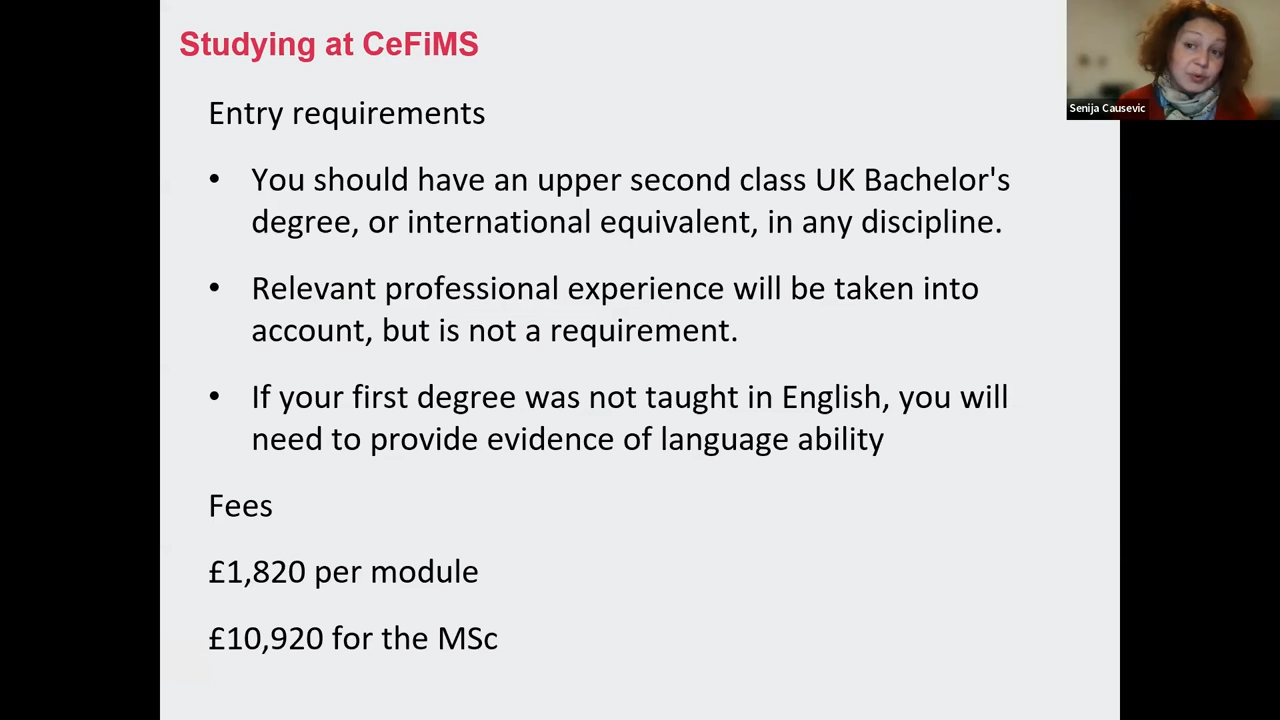 Studying at CeFiMS
Senija Causevic
Entry requirements
• You should have an upper second class UK Bachelor's
degree, or international equivalent, in any discipline.
• Relevant professional experience will be taken into
account, but is not a requirement.
• If your first degree was not taught in English, you will
need to provide evidence of language ability
Fees
£1,820 per module
£10,920 for the MSc